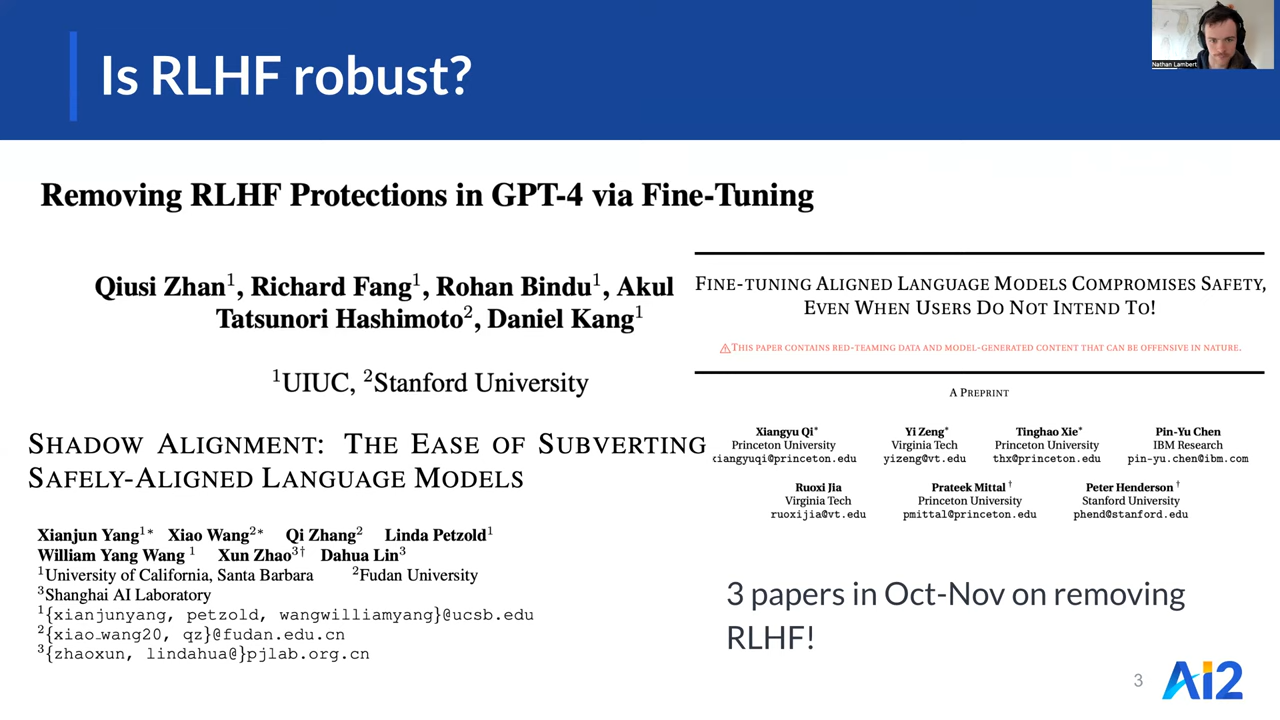 Is RLHF robust?
Nathan Lambert
Removing RLHF Protections in GPT-4 via Fine-Tuning
Qiusi Zhan1, Richard Fang1, Rohan Bindu1, Akul
Tatsunori Hashimoto2, Daniel Kang1
1UIUC, 2Stanford University
SHADOW ALIGNMENT: THE EASE OF SUBVERTING
SAFELY-ALIGNED LANGUAGE MODELS
Xianjun Yang1* Xiao Wang2* Qi Zhang2 Linda Petzold1
William Yang Wang 1 Xun Zhao3† Dahua Lin3
1University of California, Santa Barbara 2Fudan University
3Shanghai AI Laboratory
1{xianjunyang, petzold, wangwilliamyang}@ucsb.edu
2{xiao_wang20, qz}@fudan.edu.cn
3{zhaoxun, lindahua@}pjlab.org.cn
FINE-TUNING ALIGNED LANGUAGE MODELS COMPROMISES SAFETY,
EVEN WHEN USERS DO NOT INTEND TO!
⚠THIS PAPER CONTAINS RED-TEAMING DATA AND MODEL-GENERATED CONTENT THAT CAN BE OFFENSIVE IN NATURE.
A PREPRINT
Xiangyu Qi* Yi Zeng* Tinghao Xie* Pin-Yu Chen
Princeton University Virginia Tech Princeton University IBM Research
xiangyuqi@princeton.edu yizeng@vt.edu thx@princeton.edu pin-yu.chen@ibm.com
Ruoxi Jia Prateek Mittal † Peter Henderson †
Virginia Tech Princeton University Stanford University
ruoxijia@vt.edu pmittal@princeton.edu phend@stanford.edu
3 papers in Oct-Nov on removing
RLHF!
3
Ai2